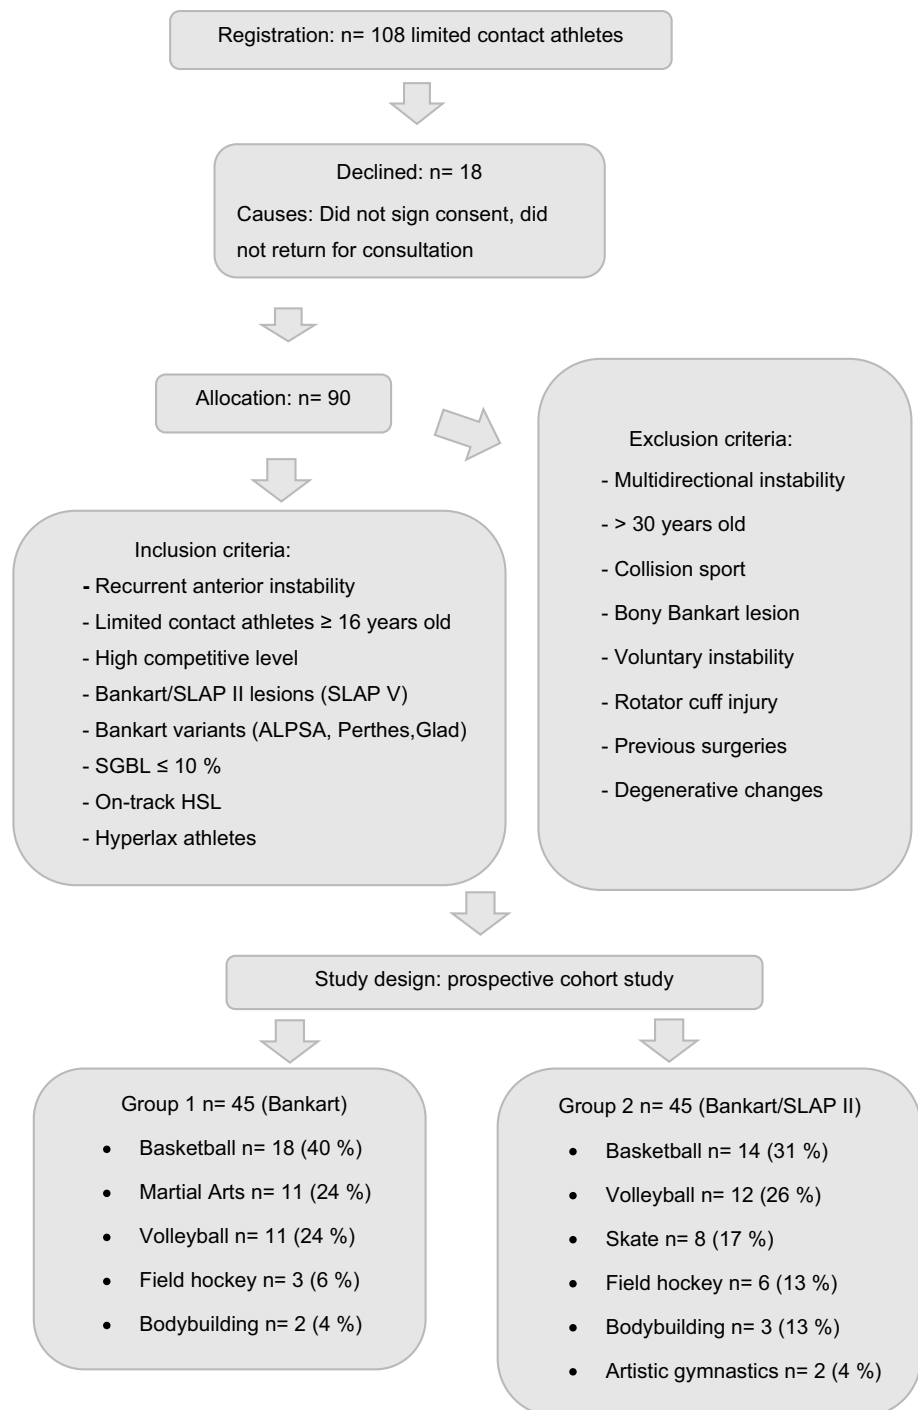 Registration: n= 108 limited contact athletes
Declined: n= 18
Causes: Did not sign consent, did
not return for consultation
Allocation: n= 90
Exclusion criteria:
- Multidirectional instability
- > 30 years old
- Collision sport
- Bony Bankart lesion
- Voluntary instability
- Rotator cuff injury
- Previous surgeries
- Degenerative changes
Inclusion criteria:
- Recurrent anterior instability
- Limited contact athletes ≥ 16 years old
- High competitive level
- Bankart/SLAP II lesions (SLAP V)
- Bankart variants (ALPSA, Perthes,Glad)
- SGBL ≤ 10 %
- On-track HSL
- Hyperlax athletes
Study design: prospective cohort study
Group 1 n= 45 (Bankart)
• Basketball n= 18 (40 %)
• Martial Arts n= 11 (24 %)
• Volleyball n= 11 (24 %)
• Field hockey n= 3 (6 %)
• Bodybuilding n= 2 (4 %)
Group 2 n= 45 (Bankart/SLAP II)
• Basketball n= 14 (31 %)
• Volleyball n= 12 (26 %)
• Skate n= 8 (17 %)
• Field hockey n= 6 (13 %)
• Bodybuilding n= 3 (13 %)
• Artistic gymnastics n= 2 (4 %)